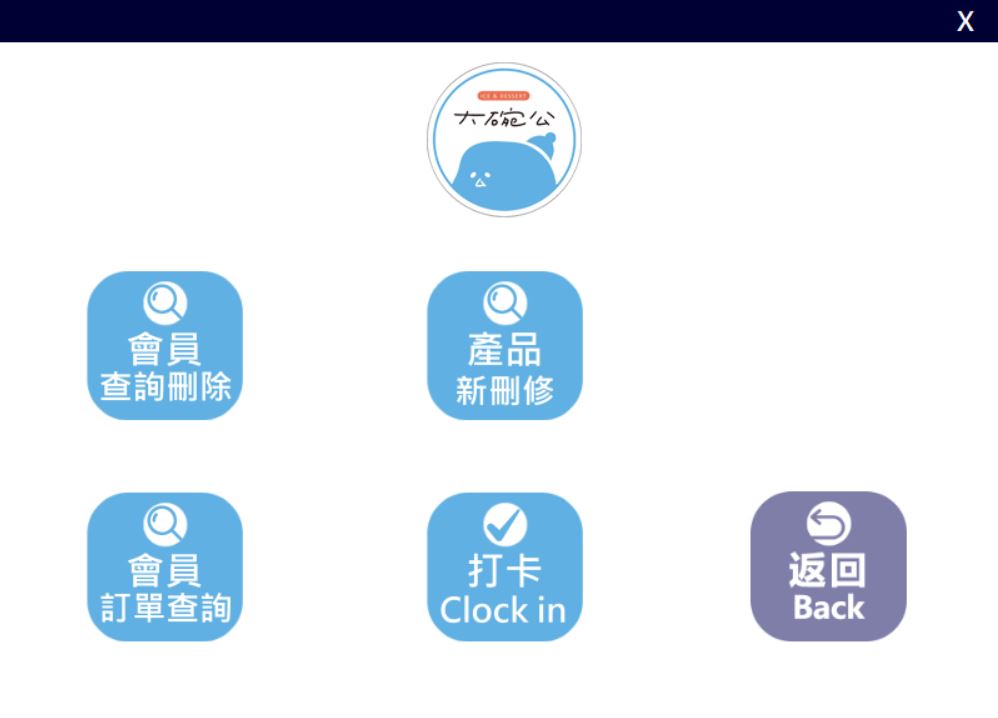 X
ICE & DESSERT
大碗公
會員
查詢刪除
產品
新刪修
會員
訂單查詢
打卡
Clock in
返回
Back